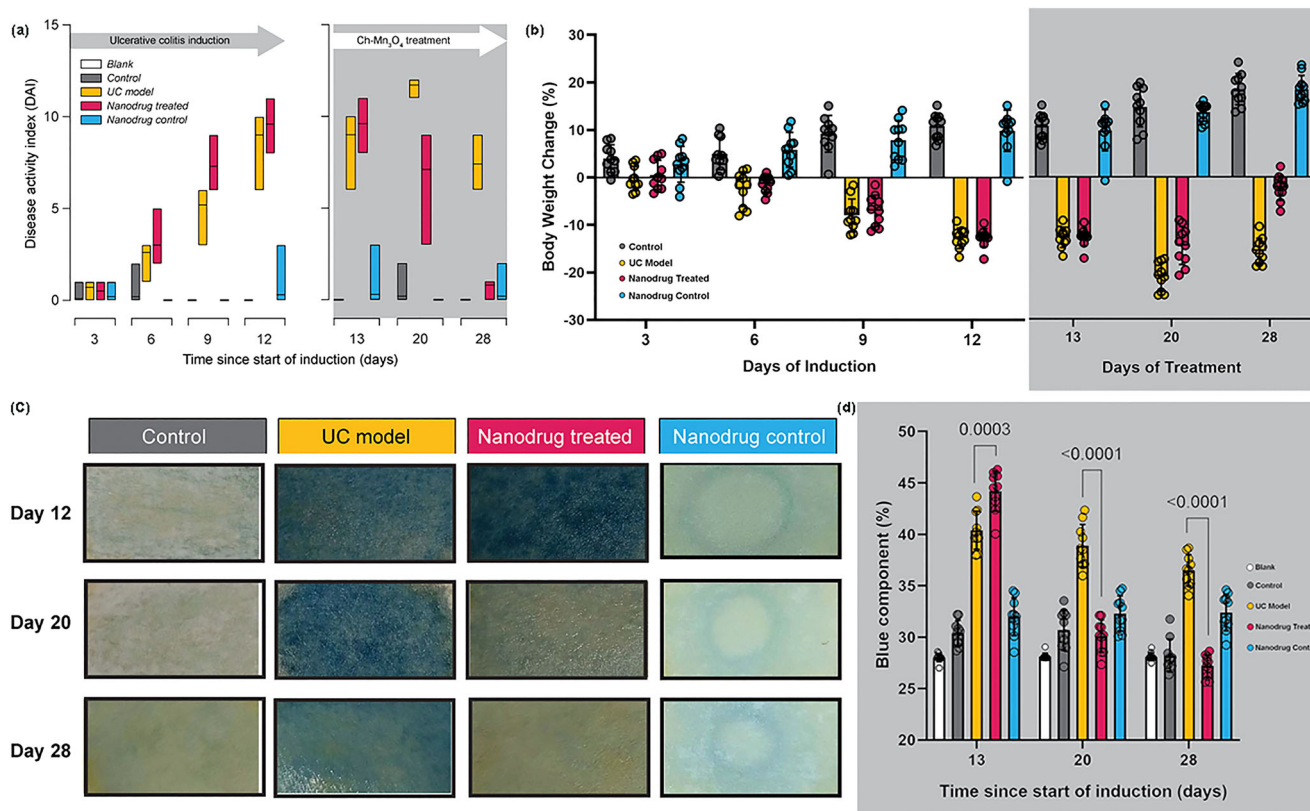 (a)
Ulcerative colitis induction
Ch-Mn3O4 treatment
Disease activity index (DAI)
15
10
5
0
Blank
Control
UC model
Nanodrug treated
Nanodrug control
3 6 9 12
13 20 28
Time since start of induction (days)
(b)
Body Weight Change (%)
30
20
10
0
-10
-20
-30
Control
UC Model
Nanodrug Treated
Nanodrug Control
3 6 9 12
13 20 28
Days of Induction
Days of Treatment
(c)
Control UC model Nanodrug treated Nanodrug control
Day 12
Day 20
Day 28
(d)
Blue component (%)
50
45
40
35
30
25
20
0.0003
<0.0001
<0.0001
Blank
Control
UC Model
Nanodrug Treat
Nanodrug Cont
13 20 28
Time since start of induction (days)